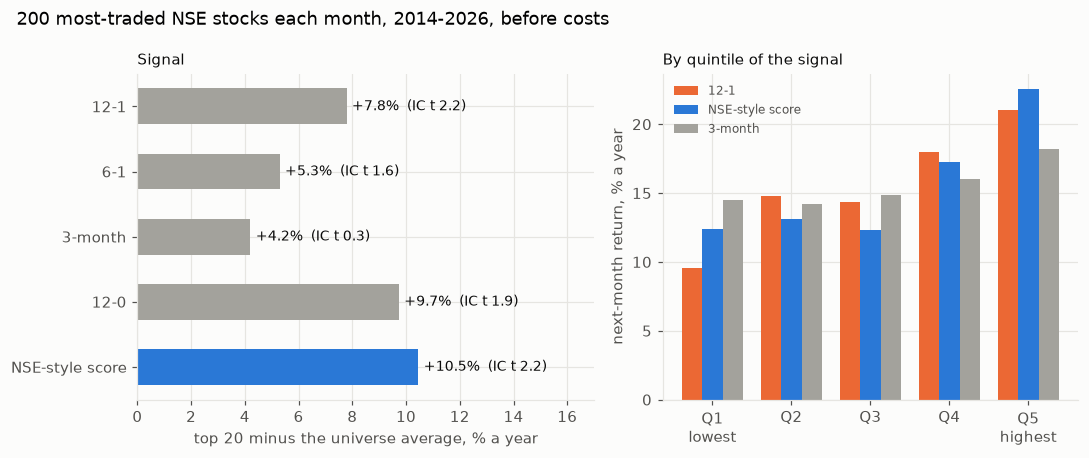 200 most-traded NSE stocks each month, 2014-2026, before costs
Signal
12-1
+7.8% (IC t 2.2)
6-1
+5.3% (IC t 1.6)
3-month
+4.2% (IC t 0.3)
12-0
+9.7% (IC t 1.9)
NSE-style score
+10.5% (IC t 2.2)
0 2 4 6 8 10 12 14 16
top 20 minus the universe average, % a year
By quintile of the signal
12-1
NSE-style score
3-month
next-month return, % a year
20
15
10
5
0
Q1 Q2 Q3 Q4 Q5
lowest highest